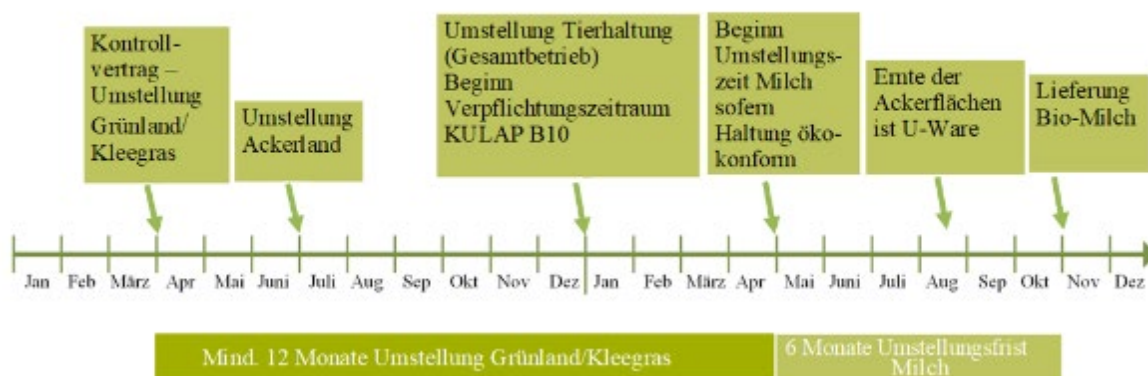 Kontroll-
vertrag –
Umstellung
Grünland/
Kleegras
Umstellung
Ackerland
Umstellung Tierhaltung
(Gesamtbetrieb)
Beginn
Verpflichtungszeitraum
KULAP B10
Beginn
Umstellungs-
zeit Milch
sofern
Haltung öko-
konform
Ernte der
Ackerflächen
ist U-Ware
Lieferung
Bio-Milch
Jan Feb März Apr Mai Juni Juli Aug Sep Okt Nov Dez Jan Feb März Apr Mai Juni Juli Aug Sep Okt Nov Dez
Mind. 12 Monate Umstellung Grünland/Kleegras
6 Monate Umstellungsfrist
Milch